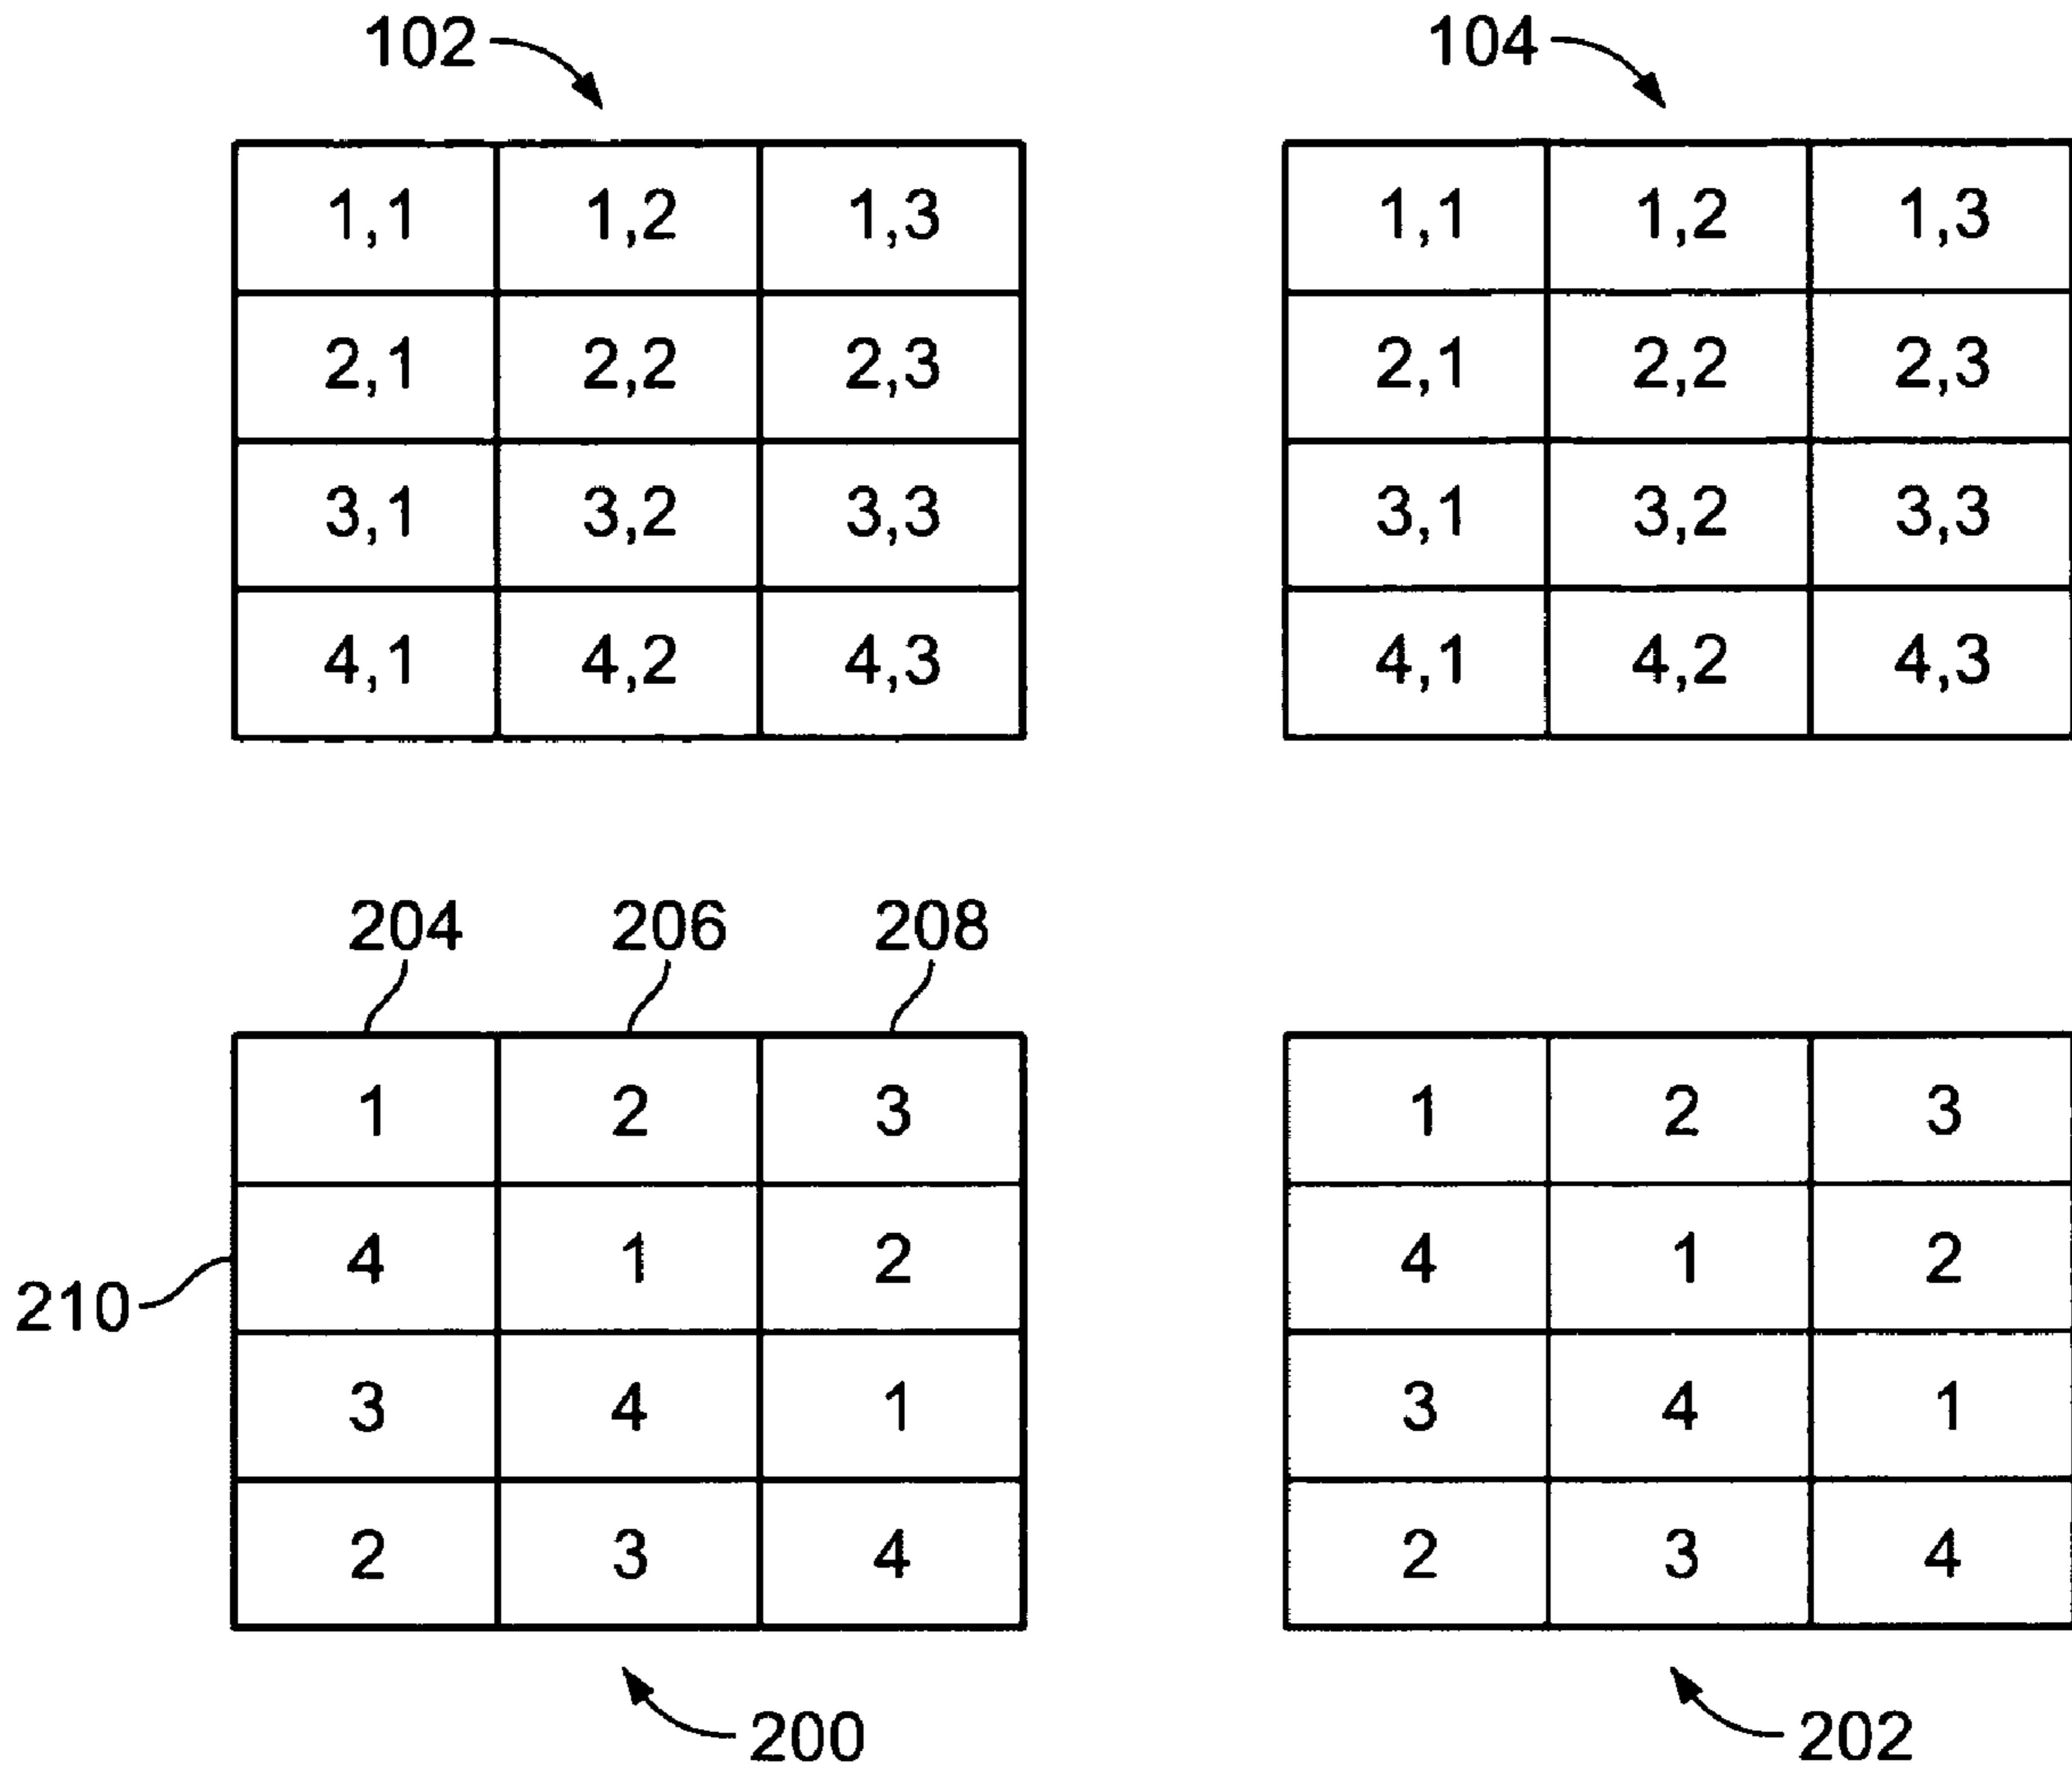 102 104
1,1 1,2 1,3 1,1 1,2 1,3
2,1 2,2 2,3 2,1 2,2 2,3
3,1 3,2 3,3 3,1 3,2 3,3
4,1 4,2 4,3 4,1 4,2 4,3
204 206 208
1 2 3 1 2 3
4 1 2 4 1 2
210
3 4 1 3 4 1
2 3 4 2 3 4
200 202